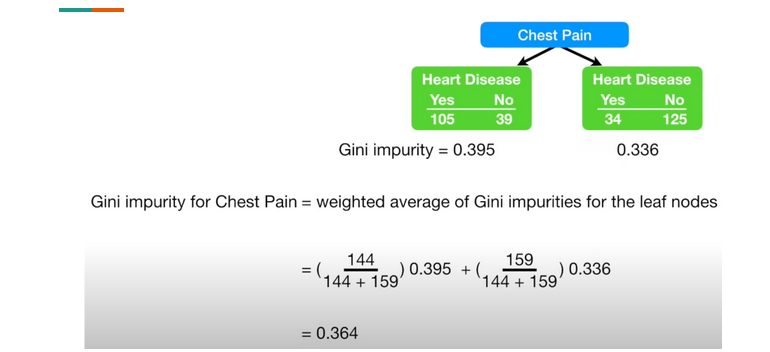 Chest Pain
Heart Disease Heart Disease
Yes No Yes No
105 39 34 125
Gini impurity = 0.395 0.336
Gini impurity for Chest Pain = weighted average of Gini impurities for the leaf nodes
= ( 144 / 144 + 159 ) 0.395 + ( 159 / 144 + 159 ) 0.336
= 0.364